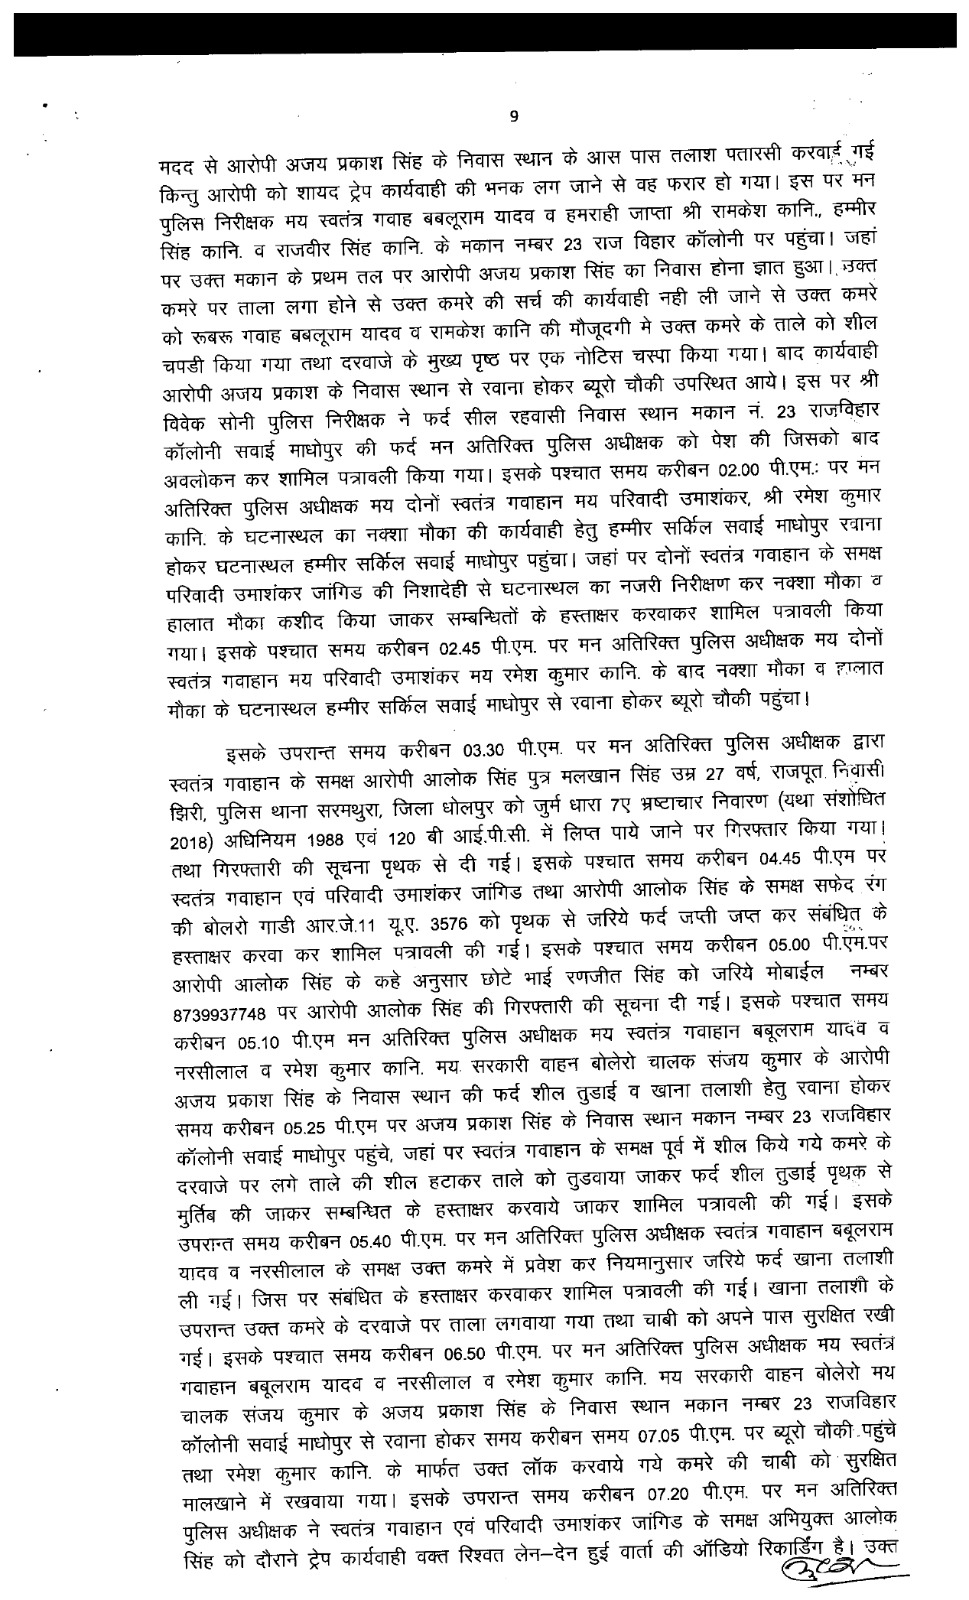 9
मदद से आरोपी अजय प्रकाश सिंह के निवास स्थान के आस पास तलाश पतारसी करवाई गई
किन्तु आरोपी को शायद ट्रेप कार्यवाही की भनक लग जाने से वह फरार हो गया। इस पर मन
पुलिस निरीक्षक मय स्वतंत्र गवाह बबलूराम यादव व हमराही जाप्ता श्री रामकेश कानि., हम्मीर
सिंह कानि. व राजवीर सिंह कानि. के मकान नम्बर 23 राज विहार कॉलोनी पर पहुंचा। जहां
पर उक्त मकान के प्रथम तल पर आरोपी अजय प्रकाश सिंह का निवास होना ज्ञात हुआ। उक्त
कमरे पर ताला लगा होने से उक्त कमरे की सर्च की कार्यवाही नही ली जाने से उक्त कमरे
को रूबरू गवाह बबलूराम यादव व रामकेश कानि की मौजूदगी मे उक्त कमरे के ताले को शील
चपडी किया गया तथा दरवाजे के मुख्य पृष्ठ पर एक नोटिस चस्पा किया गया। बाद कार्यवाही
आरोपी अजय प्रकाश के निवास स्थान से रवाना होकर ब्यूरो चौकी उपस्थित आये। इस पर श्री
विवेक सोनी पुलिस निरीक्षक ने फर्द सील रहवासी निवास स्थान मकान नं. 23 राजविहार
कॉलोनी सवाई माधोपुर की फर्द मन अतिरिक्त पुलिस अधीक्षक को पेश की जिसको बाद
अवलोकन कर शामिल पत्रावली किया गया। इसके पश्चात समय करीबन 02.00 पी.एम. पर मन
अतिरिक्त पुलिस अधीक्षक मय दोनों स्वतंत्र गवाहान मय परिवादी उमाशंकर, श्री रमेश कुमार
कानि. के घटनास्थल का नक्शा मौका की कार्यवाही हेतु हम्मीर सर्किल सवाई माधोपुर रवाना
होकर घटनास्थल हम्मीर सर्किल सवाई माधोपुर पहुंचा। जहां पर दोनों स्वतंत्र गवाहान के समक्ष
परिवादी उमाशंकर जांगिड की निशादेही से घटनास्थल का नजरी निरीक्षण कर नक्शा मौका व
हालात मौका कशीद किया जाकर सम्बन्धितों के हस्ताक्षर करवाकर शामिल पत्रावली किया
गया। इसके पश्चात समय करीबन 02.45 पी.एम. पर मन अतिरिक्त पुलिस अधीक्षक मय दोनों
स्वतंत्र गवाहान मय परिवादी उमाशंकर मय रमेश कुमार कानि. के बाद नक्शा मौका व हालात
मौका के घटनास्थल हम्मीर सर्किल सवाई माधोपुर से रवाना होकर ब्यूरो चौकी पहुंचा।
इसके उपरान्त समय करीबन 03.30 पी.एम. पर मन अतिरिक्त पुलिस अधीक्षक द्वारा
स्वतंत्र गवाहान के समक्ष आरोपी आलोक सिंह पुत्र मलखान सिंह उम्र 27 वर्ष, राजपूत निवासी
झिरी, पुलिस थाना सरमथुरा, जिला धोलपुर को जुर्म धारा 7ए भ्रष्टाचार निवारण (यथा संशोधित
2018) अधिनियम 1988 एवं 120 बी आई.पी.सी. में लिप्त पाये जाने पर गिरफ्तार किया गया।
तथा गिरफ्तारी की सूचना पृथक से दी गई। इसके पश्चात समय करीबन 04.45 पी.एम पर
स्वतंत्र गवाहान एवं परिवादी उमाशंकर जांगिड तथा आरोपी आलोक सिंह के समक्ष सफेद रंग
की बोलरो गाडी आर.जे.11 यू.ए. 3576 को पृथक से जरिये फर्द जप्ती जप्त कर संबंधित के
हस्ताक्षर करवा कर शामिल पत्रावली की गई। इसके पश्चात समय करीबन 05.00 पी.एम.पर
आरोपी आलोक सिंह के कहे अनुसार छोटे भाई रणजीत सिंह को जरिये मोबाईल नम्बर
8739937748 पर आरोपी आलोक सिंह की गिरफ्तारी की सूचना दी गई। इसके पश्चात समय
करीबन 05.10 पी.एम मन अतिरिक्त पुलिस अधीक्षक मय स्वतंत्र गवाहान बबूलराम यादव व
नरसीलाल व रमेश कुमार कानि. मय सरकारी वाहन बोलेरो चालक संजय कुमार के आरोपी
अजय प्रकाश सिंह के निवास स्थान की फर्द शील तुडाई व खाना तलाशी हेतु रवाना होकर
समय करीबन 05.25 पी.एम पर अजय प्रकाश सिंह के निवास स्थान मकान नम्बर 23 राजविहार
कॉलोनी सवाई माधोपुर पहुंचे, जहां पर स्वतंत्र गवाहान के समक्ष पूर्व में शील किये गये कमरे के
दरवाजे पर लगे ताले की शील हटाकर ताले को तुडवाया जाकर फर्द शील तुडाई पृथक से
मुर्तिब की जाकर सम्बन्धित के हस्ताक्षर करवाये जाकर शामिल पत्रावली की गई। इसके
उपरान्त समय करीबन 05.40 पी.एम. पर मन अतिरिक्त पुलिस अधीक्षक स्वतंत्र गवाहान बबूलराम
यादव व नरसीलाल के समक्ष उक्त कमरे में प्रवेश कर नियमानुसार जरिये फर्द खाना तलाशी
ली गई। जिस पर संबंधित के हस्ताक्षर करवाकर शामिल पत्रावली की गई। खाना तलाशी के
उपरान्त उक्त कमरे के दरवाजे पर ताला लगवाया गया तथा चाबी को अपने पास सुरक्षित रखी
गई। इसके पश्चात समय करीबन 06.50 पी.एम. पर मन अतिरिक्त पुलिस अधीक्षक मय स्वतंत्र
गवाहान बबूलराम यादव व नरसीलाल व रमेश कुमार कानि. मय सरकारी वाहन बोलेरो मय
चालक संजय कुमार के अजय प्रकाश सिंह के निवास स्थान मकान नम्बर 23 राजविहार
कॉलोनी सवाई माधोपुर से रवाना होकर समय करीबन समय 07.05 पी.एम. पर ब्यूरो चौकी पहुंचे
तथा रमेश कुमार कानि. के मार्फत उक्त लॉक करवाये गये कमरे की चाबी को सुरक्षित
मालखाने में रखवाया गया। इसके उपरान्त समय करीबन 07.20 पी.एम. पर मन अतिरिक्त
पुलिस अधीक्षक ने स्वतंत्र गवाहान एवं परिवादी उमाशंकर जांगिड के समक्ष अभियुक्त आलोक
सिंह को दौराने ट्रेप कार्यवाही वक्त रिश्वत लेन–देन हुई वार्ता की ऑडियो रिकार्डिंग है। उक्त